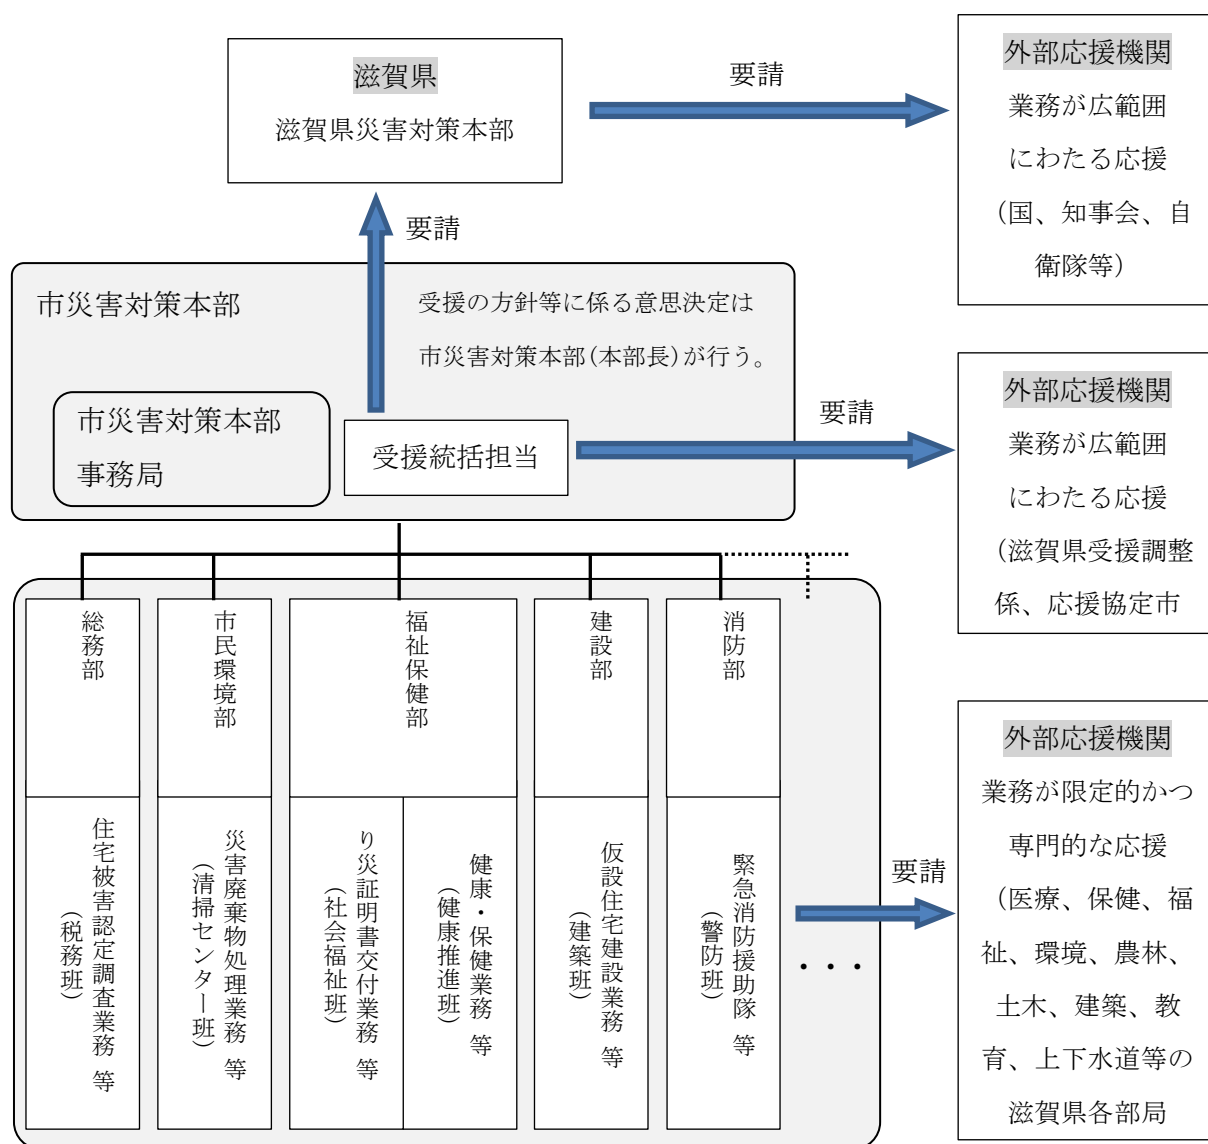 滋賀県
滋賀県災害対策本部
要請
外部応援機関
業務が広範囲
にわたる応援
（国、知事会、自
衛隊等）
要請
市災害対策本部
受援の方針等に係る意思決定は
市災害対策本部(本部長)が行う。
市災害対策本部
事務局
受援統括担当
要請
外部応援機関
業務が広範囲
にわたる応援
（滋賀県受援調整
係、応援協定市
総務部
市民環境部
福祉保健部
建設部
消防部
住宅被害認定調査業務 等
（税務班）
災害廃棄物処理業務 等
（清掃センター班）
り災証明書交付業務 等
（社会福祉班）
健康・保健業務 等
（健康推進班）
仮設住宅建設業務 等
（建築班）
緊急消防援助隊 等
（警防班）
・・・
要請
外部応援機関
業務が限定的かつ
専門的な応援
（医療、保健、福
祉、環境、農林、
土木、建築、教
育、上下水道等の
滋賀県各部局